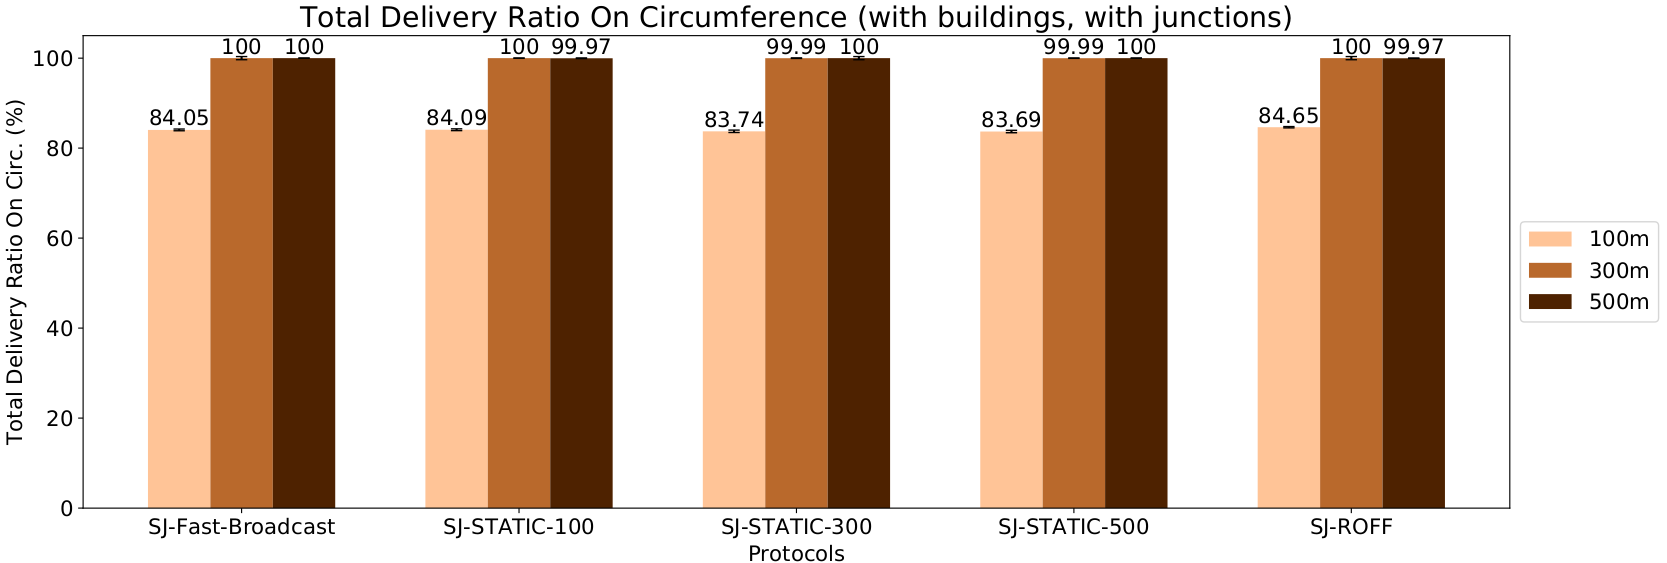 Total Delivery Ratio On Circumference (with buildings, with junctions)
Total Delivery Ratio On Circ. (%)
100
80
60
40
20
0
84.05 100 100
84.09 100 99.97
83.74 99.99 100
83.69 99.99 100
84.65 100 99.97
SJ-Fast-Broadcast
SJ-STATIC-100
SJ-STATIC-300
SJ-STATIC-500
SJ-ROFF
Protocols
100m
300m
500m